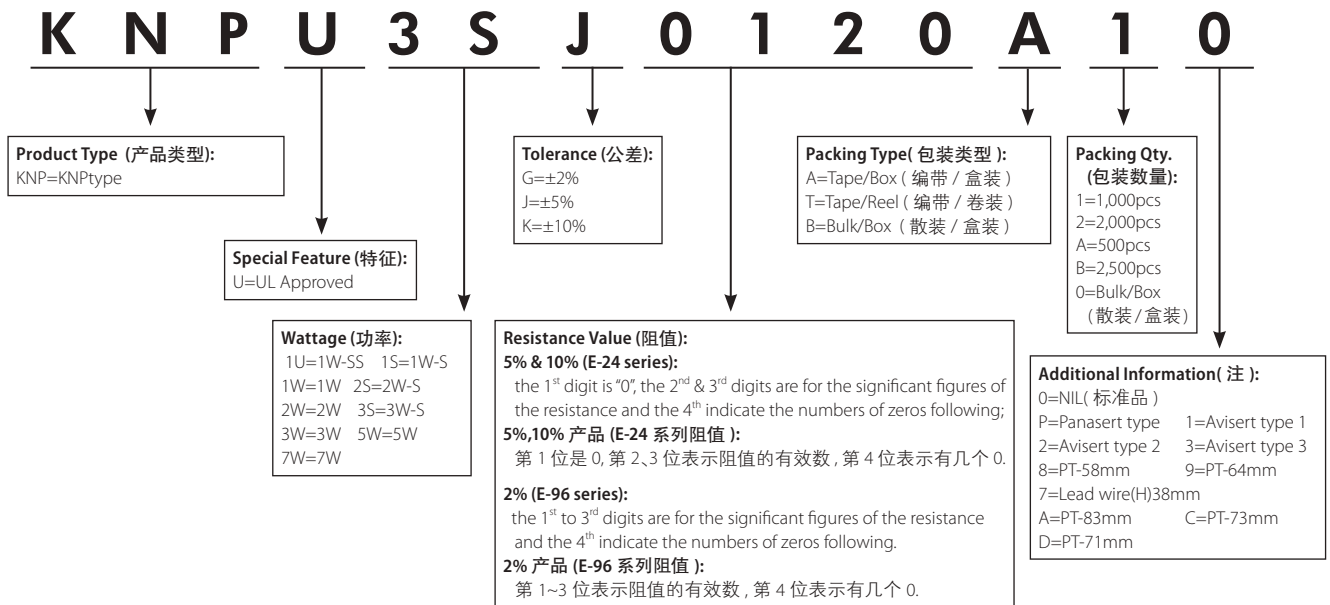 K N P U 3 S J 0 1 2 0 A 1 0
Product Type (产品类型):
KNP=KNPtype
Special Feature (特征):
U=UL Approved
Wattage (功率):
1U=1W-SS 1S=1W-S
1W=1W 2S=2W-S
2W=2W 3S=3W-S
3W=3W 5W=5W
7W=7W
Tolerance (公差):
G=±2%
J=±5%
K=±10%
Resistance Value (阻值):
5% & 10% (E-24 series):
the 1st digit is “0”, the 2nd & 3rd digits are for the significant figures of
the resistance and the 4th indicate the numbers of zeros following;
5%,10% 产品 (E-24 系列阻值 ):
第 1 位是 0, 第 2、3 位表示阻值的有效数 , 第 4 位表示有几个 0.
2% (E-96 series):
the 1st to 3rd digits are for the significant figures of the resistance
and the 4th indicate the numbers of zeros following.
2% 产品 (E-96 系列阻值 ):
第 1~3 位表示阻值的有效数 , 第 4 位表示有几个 0.
Packing Type( 包装类型 ):
A=Tape/Box ( 编带 / 盒装 )
T=Tape/Reel ( 编带 / 卷装 )
B=Bulk/Box ( 散装 / 盒装 )
Packing Qty.
(包装数量):
1=1,000pcs
2=2,000pcs
A=500pcs
B=2,500pcs
0=Bulk/Box
(散装/盒装)
Additional Information( 注 ):
0=NIL( 标准品 )
P=Panasert type 1=Avisert type 1
2=Avisert type 2 3=Avisert type 3
8=PT-58mm 9=PT-64mm
7=Lead wire(H)38mm
A=PT-83mm C=PT-73mm
D=PT-71mm